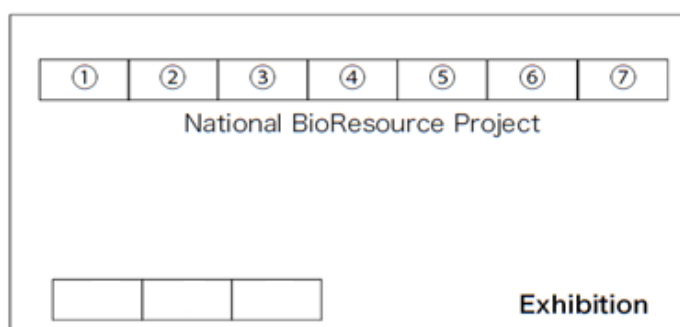 ① ② ③ ④ ⑤ ⑥ ⑦
National BioResource Project
Exhibition